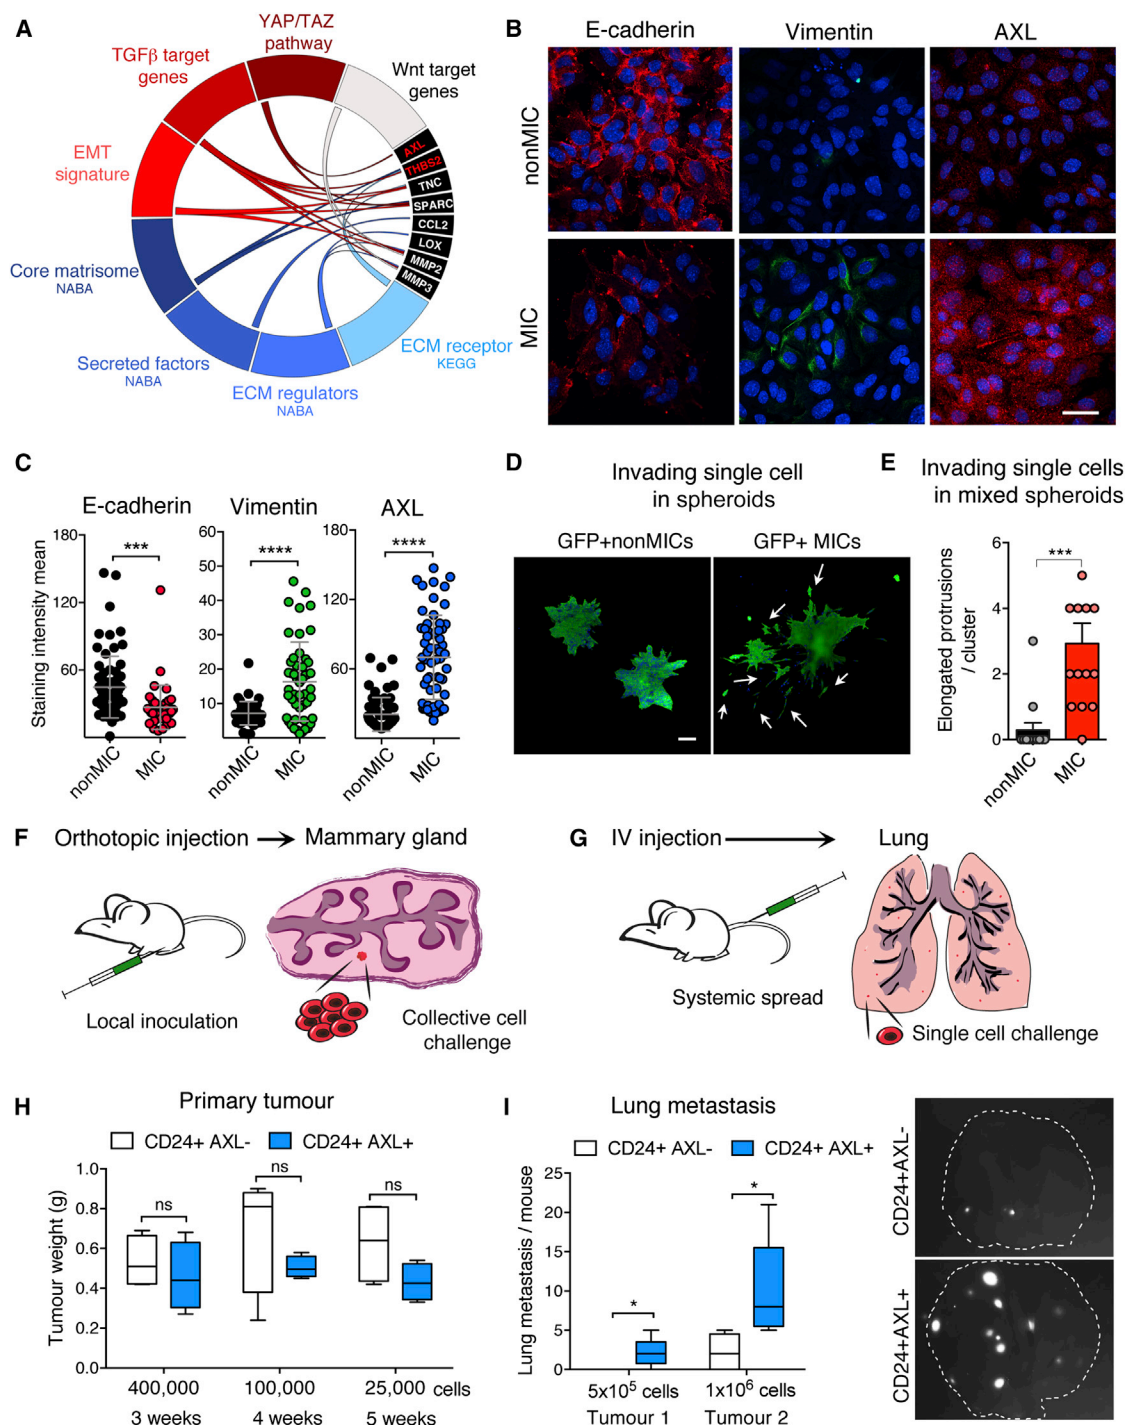 A
YAP/TAZ
pathway
TGFβ target
genes
Wnt target
genes
EMT
signature
AXL
THBS2
TNC
SPARC
CCL2
LOX
MMP2
MMP3
Core matrisome
NABA
Secreted factors
NABA
ECM regulators
NABA
ECM receptor
KEGG
B
E-cadherin
Vimentin
AXL
nonMIC
MIC
C
E-cadherin
Vimentin
AXL
Staining intensity mean
180
120
60
***
nonMIC
MIC
60
50
40
30
20
10
****
nonMIC
MIC
180
120
60
****
nonMIC
MIC
D
Invading single cell
in spheroids
GFP+nonMICs
GFP+ MICs
E
Invading single cells
in mixed spheroids
Elongated protrusions
/ cluster
6
4
2
0
***
nonMIC
MIC
F
Orthotopic injection
Mammary gland
Local inoculation
Collective cell
challenge
G
IV injection
Lung
Systemic spread
Single cell challenge
H
Primary tumour
CD24+ AXL-
CD24+ AXL+
Tumour weight (g)
1.0
0.8
0.6
0.4
0.2
0.0
ns
ns
ns
400,000
100,000
25,000
cells
3 weeks
4 weeks
5 weeks
I
Lung metastasis
CD24+ AXL-
CD24+ AXL+
Lung metastasis / mouse
25
20
15
10
5
0
*
*
5x10⁵ cells
1x10⁶ cells
Tumour 1
Tumour 2
CD24+AXL-
CD24+AXL+